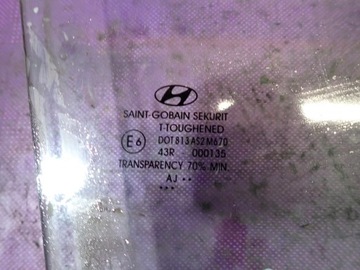 SAINT-GOBAIN SEKURIT
T-TOUGHENED
E6 DOT 813 AS2 M670
43R 000135
TRANSPARENCY 70% MIN
AJ ••
•••